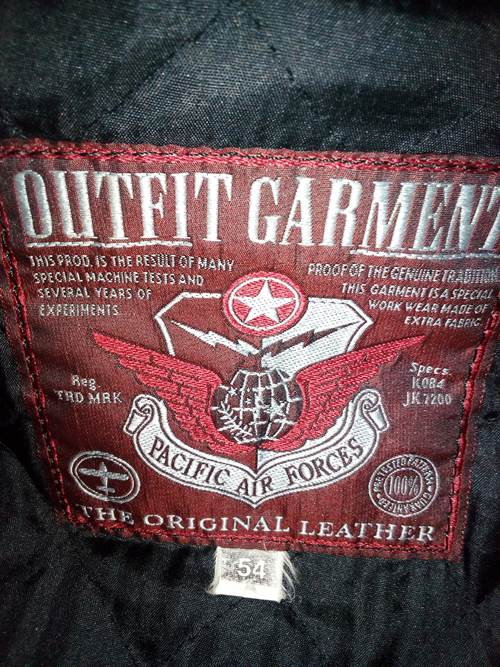 OUTFIT GARMENT
THIS PROD. IS THE RESULT OF MANY
SPECIAL MACHINE TESTS AND
SEVERAL YEARS OF
EXPERIMENTS
PROOF OF THE GENUINE TRADITION
THIS GARMENT IS A SPECIAL
WORK WEAR MADE OF
EXTRA FABRIC.
Reg.
TRD MRK
Specs.
K084
JK7200
PACIFIC AIR FORCES
100%
THE ORIGINAL LEATHER
54